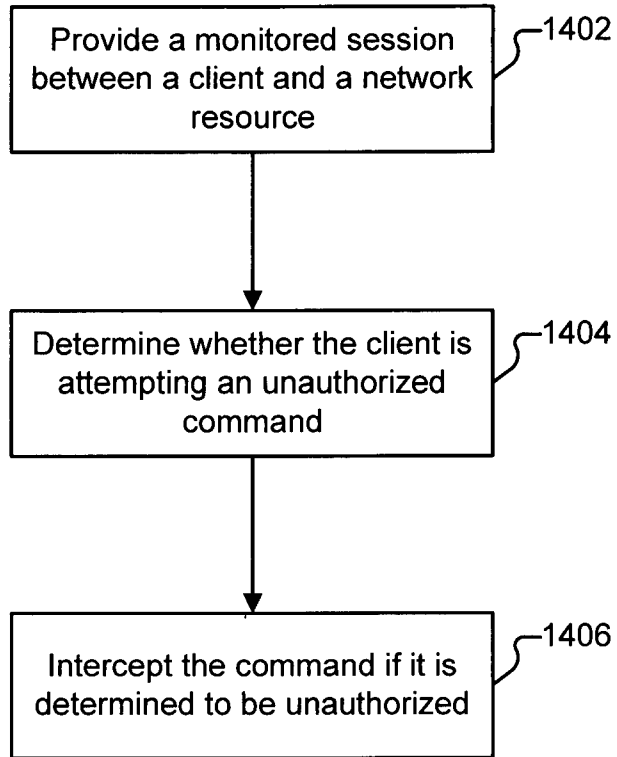 Provide a monitored session
between a client and a network
resource
1402
Determine whether the client is
attempting an unauthorized
command
1404
Intercept the command if it is
determined to be unauthorized
1406